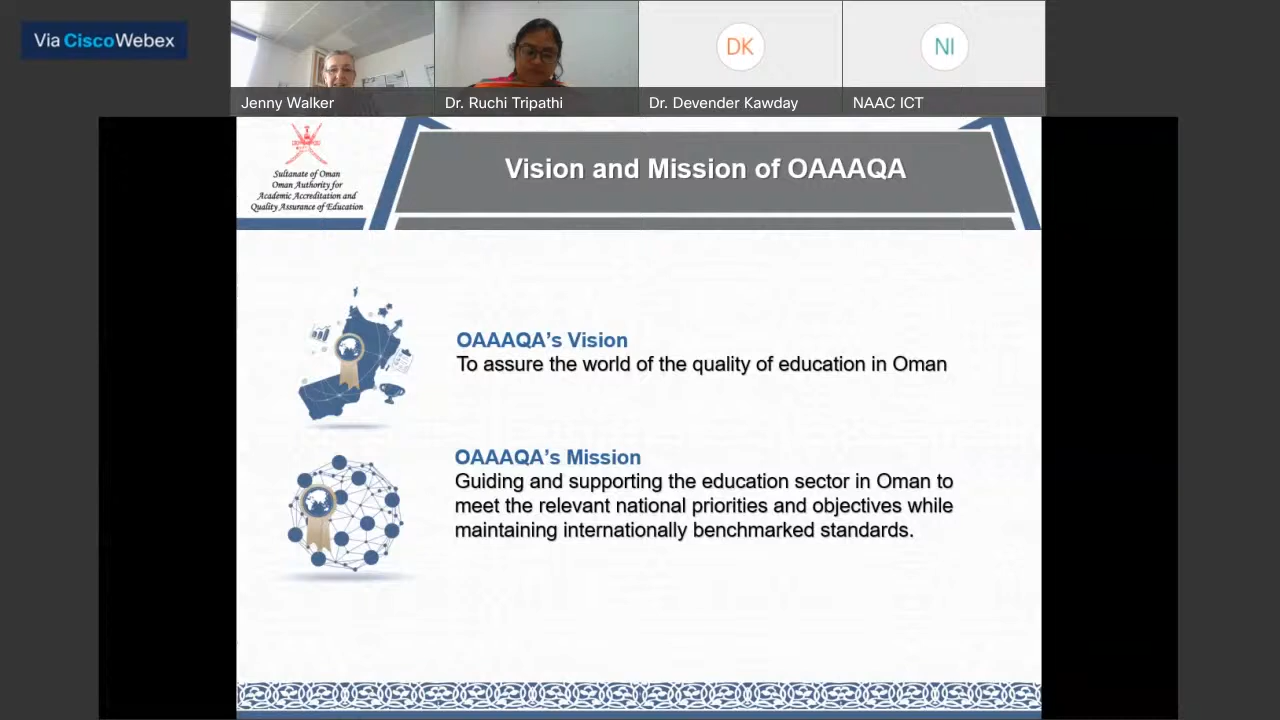 Via CiscoWebex
Jenny Walker
Dr. Ruchi Tripathi
DK
Dr. Devender Kawday
NI
NAAC ICT
Sultanate of Oman
Oman Authority for
Academic Accreditation and
Quality Assurance of Education
Vision and Mission of OAAAQA
OAAAQA’s Vision
To assure the world of the quality of education in Oman
OAAAQA’s Mission
Guiding and supporting the education sector in Oman to
meet the relevant national priorities and objectives while
maintaining internationally benchmarked standards.